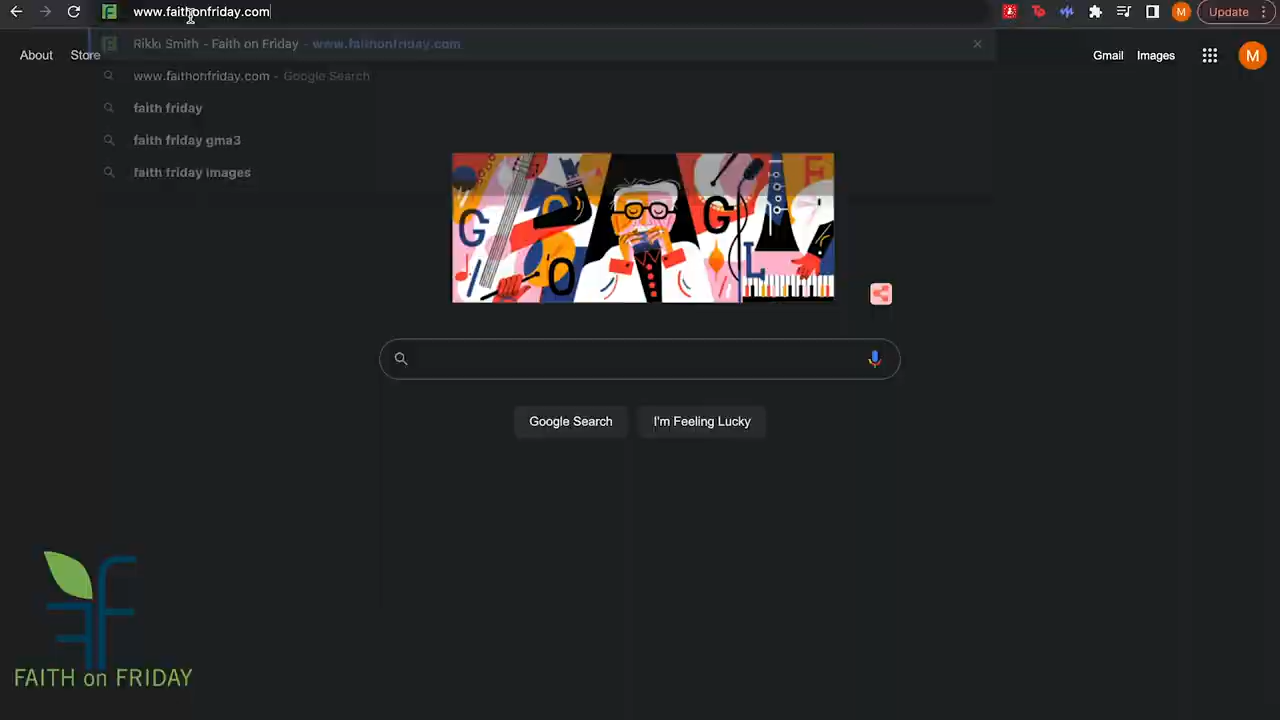 www.faithonfriday.com
Update
Rikki Smith - Faith on Friday - www.faithonfriday.com
About
Store
Gmail
Images
M
www.faithonfriday.com - Google Search
faith friday
faith friday gma3
faith friday images
G O O G L E
Google Search
I'm Feeling Lucky
FAITH on FRIDAY